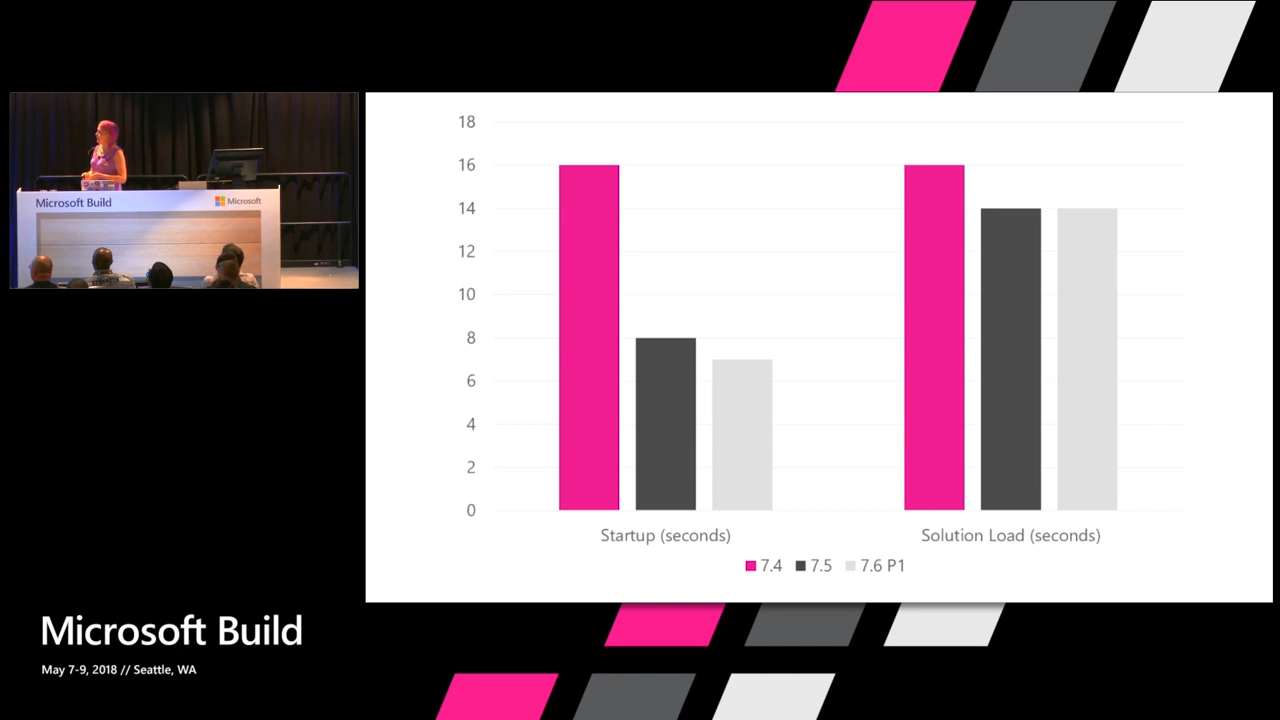 Microsoft Build
Microsoft
18
16
14
12
10
8
6
4
2
0
Startup (seconds)
Solution Load (seconds)
7.4
7.5
7.6 P1
Microsoft Build
May 7-9, 2018 // Seattle, WA